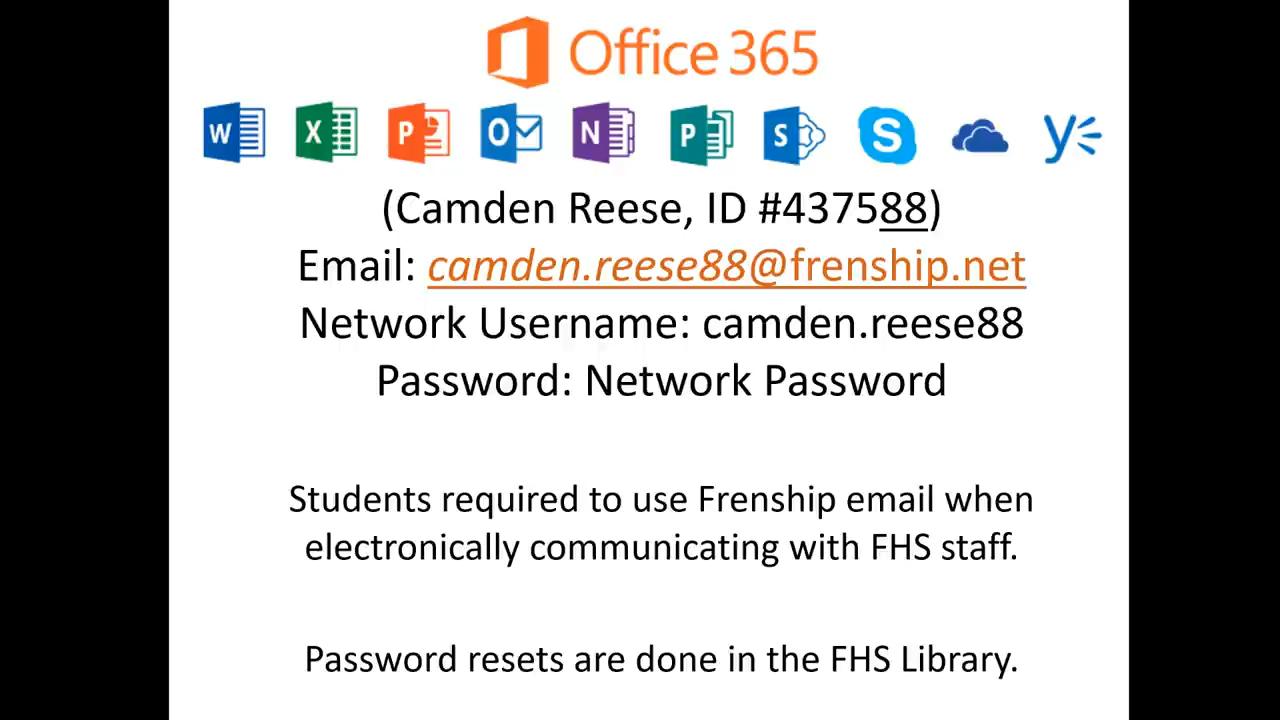 Office 365
W X P O N P S S y
(Camden Reese, ID #437588)
Email: camden.reese88@frenship.net
Network Username: camden.reese88
Password: Network Password
Students required to use Frenship email when
electronically communicating with FHS staff.
Password resets are done in the FHS Library.